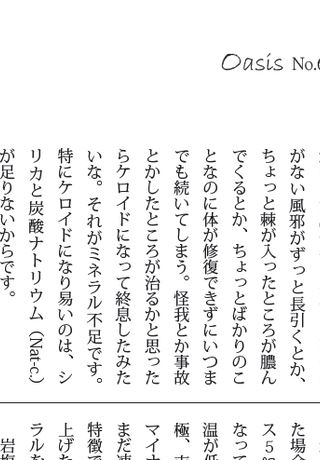 Oasis No.6
がない風邪がずっと長引くとか、
ちょっと棘が入ったところが膿ん
でくるとか、ちょっとばかりのこ
となのに体が修復できずにいつま
でも続いてしまう。怪我とか事故
とかしたところが治るかと思った
らケロイドになって終息したみた
いな。それがミネラル不足です。
特にケロイドになり易いのは、シ
リカと炭酸ナトリウム（Nat-c.）
が足りないからです。
た場合
ス5
なって
温が低
極、
マイナ
まだ凍
特徴で
上げた
ラルを
岩塩